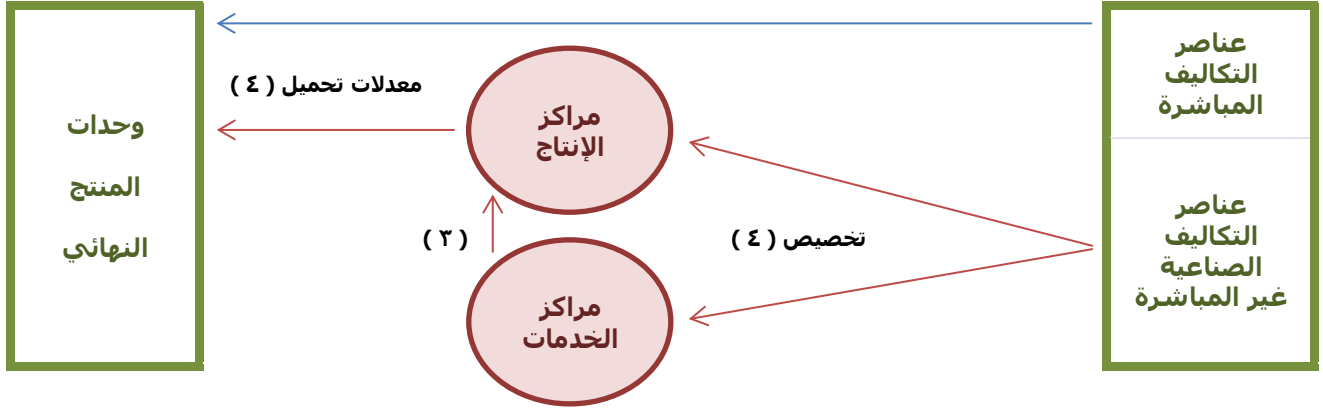 عناصر
التكاليف
المباشرة
عناصر
التكاليف
الصناعية
غير المباشرة
تخصيص ( ٤ )
مراكز
الإنتاج
مراكز
الخدمات
( ٣ )
معدلات تحميل ( ٤ )
وحدات
المنتج
النهائي